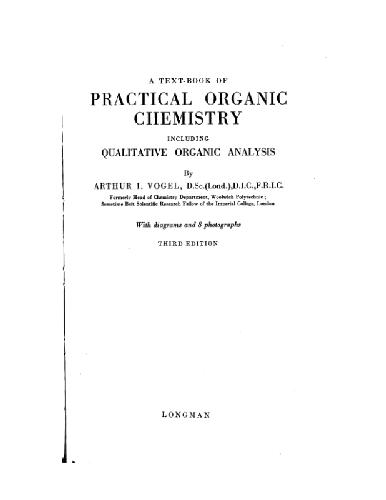 A TEXT-BOOK OF
PRACTICAL ORGANIC
CHEMISTRY
INCLUDING
QUALITATIVE ORGANIC ANALYSIS
By
ARTHUR I. VOGEL, D.Sc.(Lond.),D.I.C.,F.R.I.C.
Formerly Head of Chemistry Department, Woolwich Polytechnic;
Sometime Beit Scientific Research Fellow of the Imperial College, London
With diagrams and 8 photographs
THIRD EDITION
LONGMAN